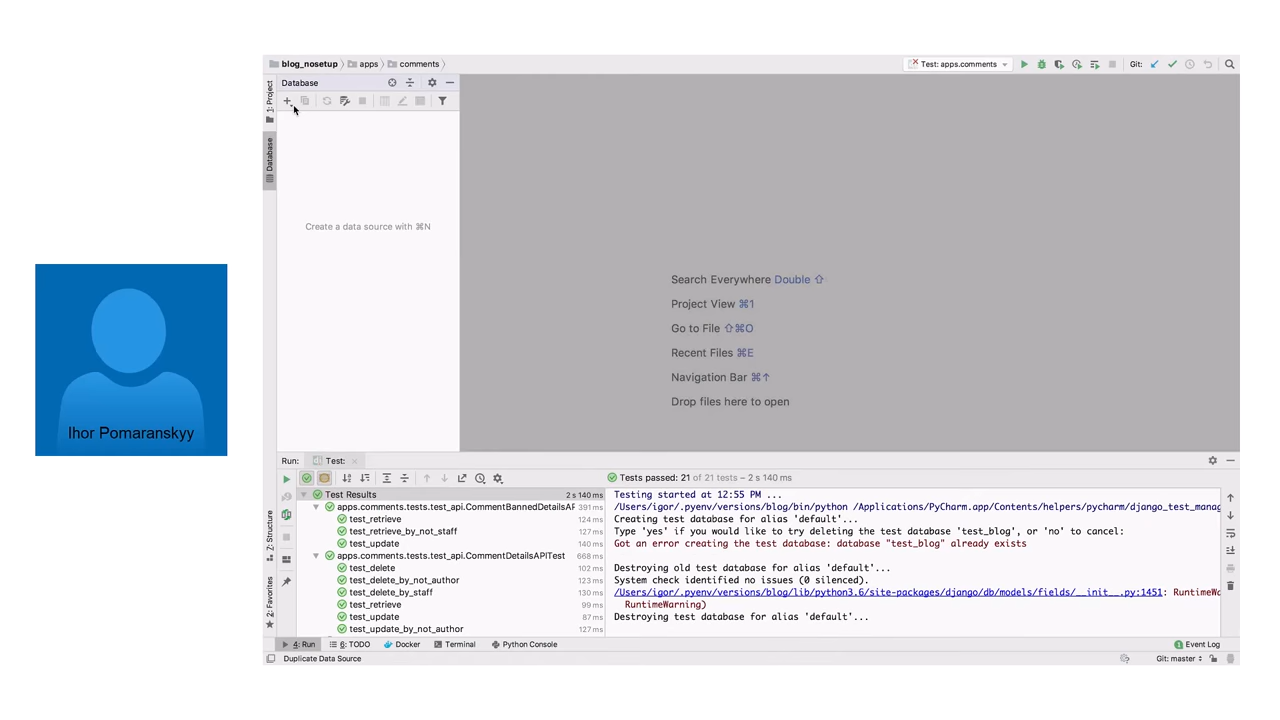 blog_nosetup
apps
comments
Test: apps.comments
Git:
1: Project
Database
Database
Create a data source with ⌘N
Search Everywhere Double ⇧
Project View ⌘1
Go to File ⇧⌘O
Recent Files ⌘E
Navigation Bar ⌘↑
Drop files here to open
Ihor Pomaranskyy
Run: Test:
Tests passed: 21 of 21 tests – 2 s 140 ms
Test Results 2 s 140 ms
apps.comments.tests.test_api.CommentBannedDetailsAF 391 ms
test_retrieve 124 ms
test_retrieve_by_not_staff 127 ms
test_update 140 ms
apps.comments.tests.test_api.CommentDetailsAPITest 668 ms
test_delete 102 ms
test_delete_by_not_author 123 ms
test_delete_by_staff 130 ms
test_retrieve 99 ms
test_update 87 ms
test_update_by_not_author 127 ms
Testing started at 12:55 PM ...
/Users/igor/.pyenv/versions/blog/bin/python /Applications/PyCharm.app/Contents/helpers/pycharm/django_test_manag
Creating test database for alias 'default'...
Type 'yes' if you would like to try deleting the test database 'test_blog', or 'no' to cancel:
Got an error creating the test database: database "test_blog" already exists
Destroying old test database for alias 'default'...
System check identified no issues (0 silenced).
/Users/igor/.pyenv/versions/blog/lib/python3.6/site-packages/django/db/models/fields/__init__.py:1451: RuntimeWa
RuntimeWarning)
Destroying test database for alias 'default'...
Z: Structure
2: Favorites
4: Run
6: TODO
Docker
Terminal
Python Console
1 Event Log
Duplicate Data Source
Git: master